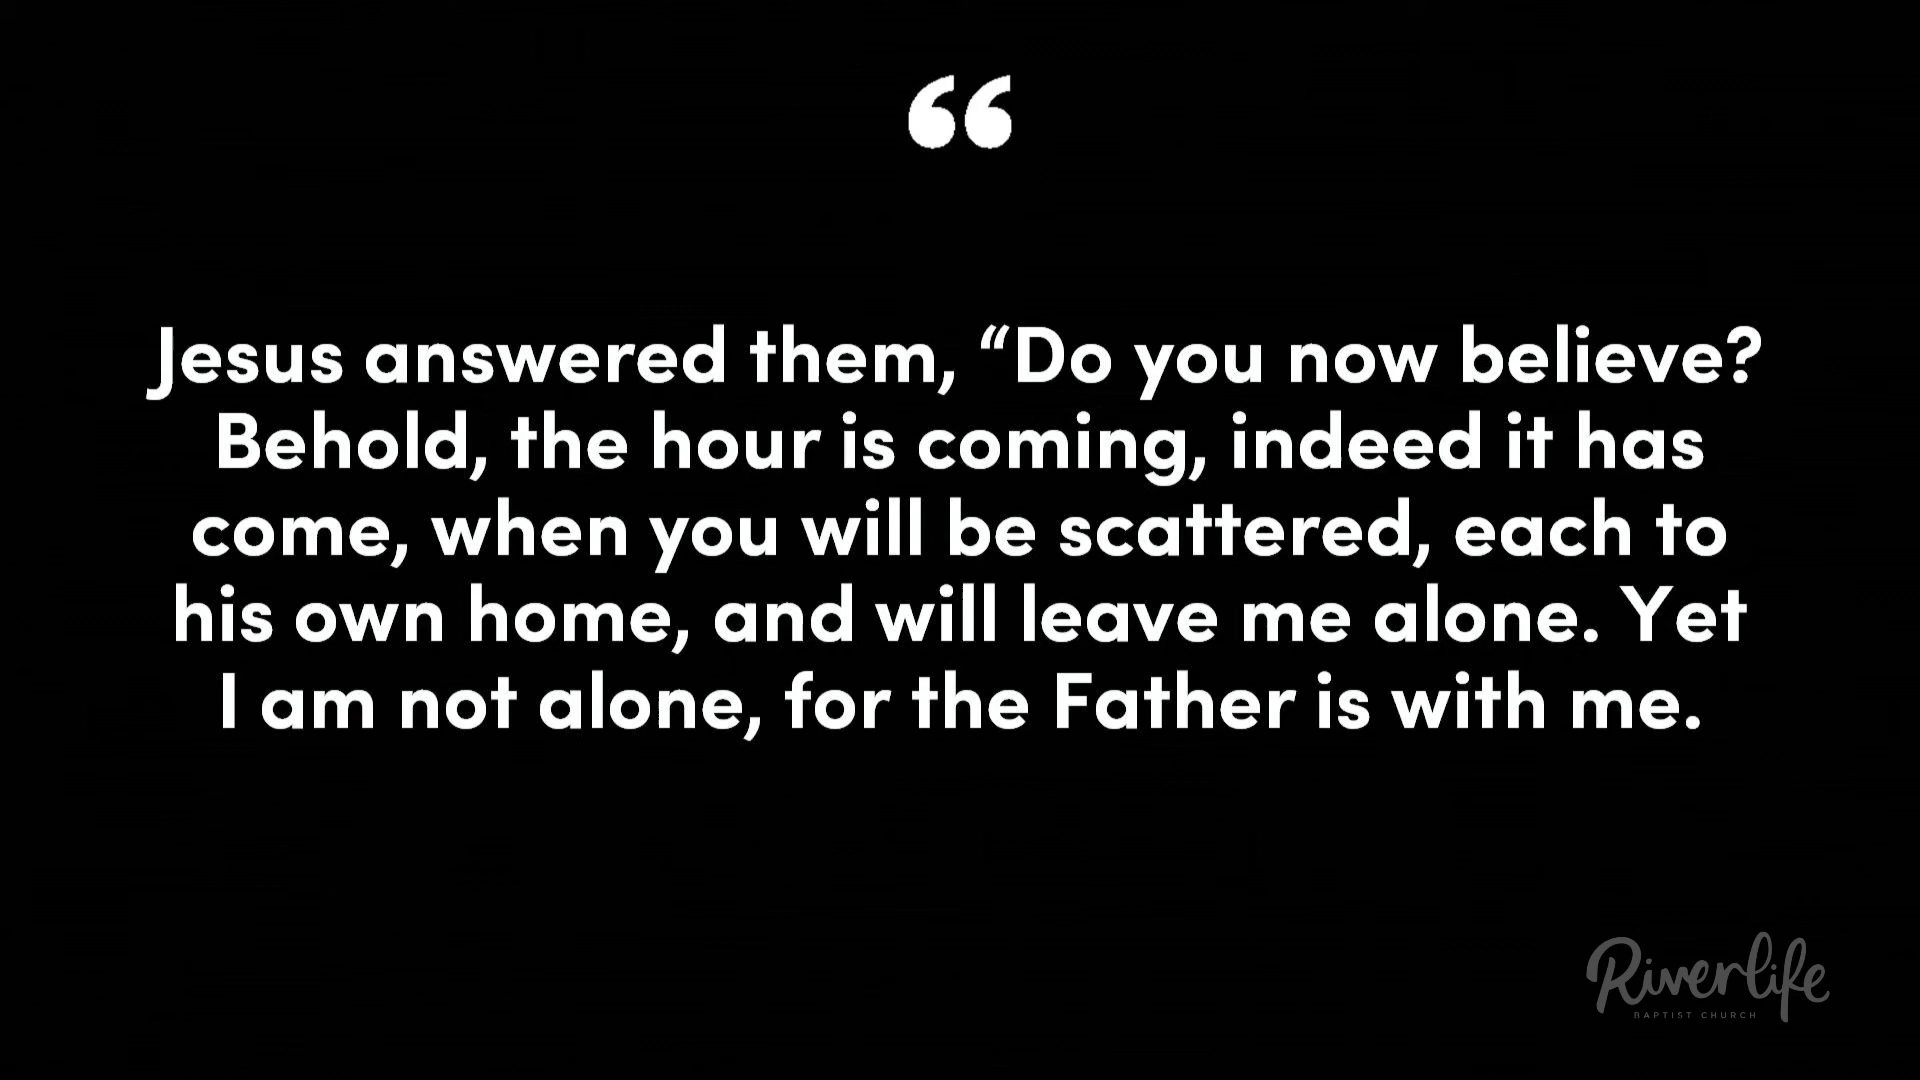 “
Jesus answered them, “Do you now believe?
Behold, the hour is coming, indeed it has
come, when you will be scattered, each to
his own home, and will leave me alone. Yet
I am not alone, for the Father is with me.
Riverlife
BAPTIST CHURCH